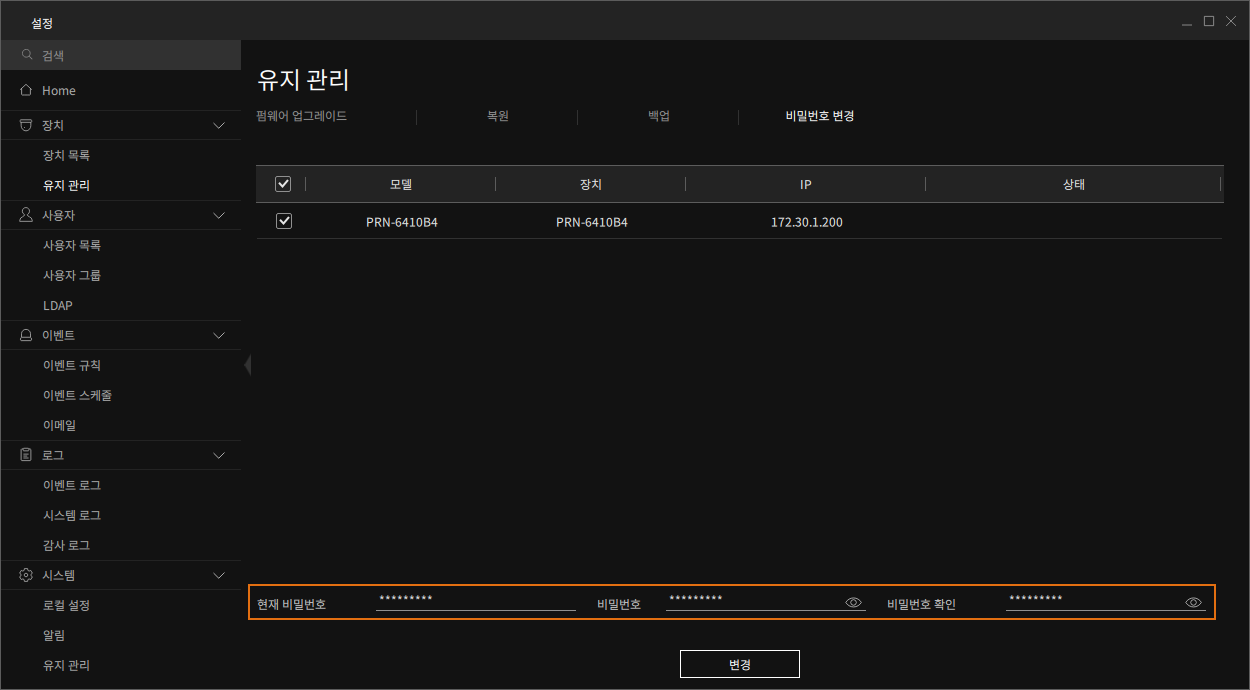 설정
검색
Home
장치
장치 목록
유지 관리
사용자
사용자 목록
사용자 그룹
LDAP
이벤트
이벤트 규칙
이벤트 스케줄
이메일
로그
이벤트 로그
시스템 로그
감사 로그
시스템
로컬 설정
알림
유지 관리
유지 관리
펌웨어 업그레이드 복원 백업 비밀번호 변경
모델 장치 IP 상태
PRN-6410B4 PRN-6410B4 172.30.1.200
현재 비밀번호 ********* 비밀번호 ********* 비밀번호 확인 *********
변경